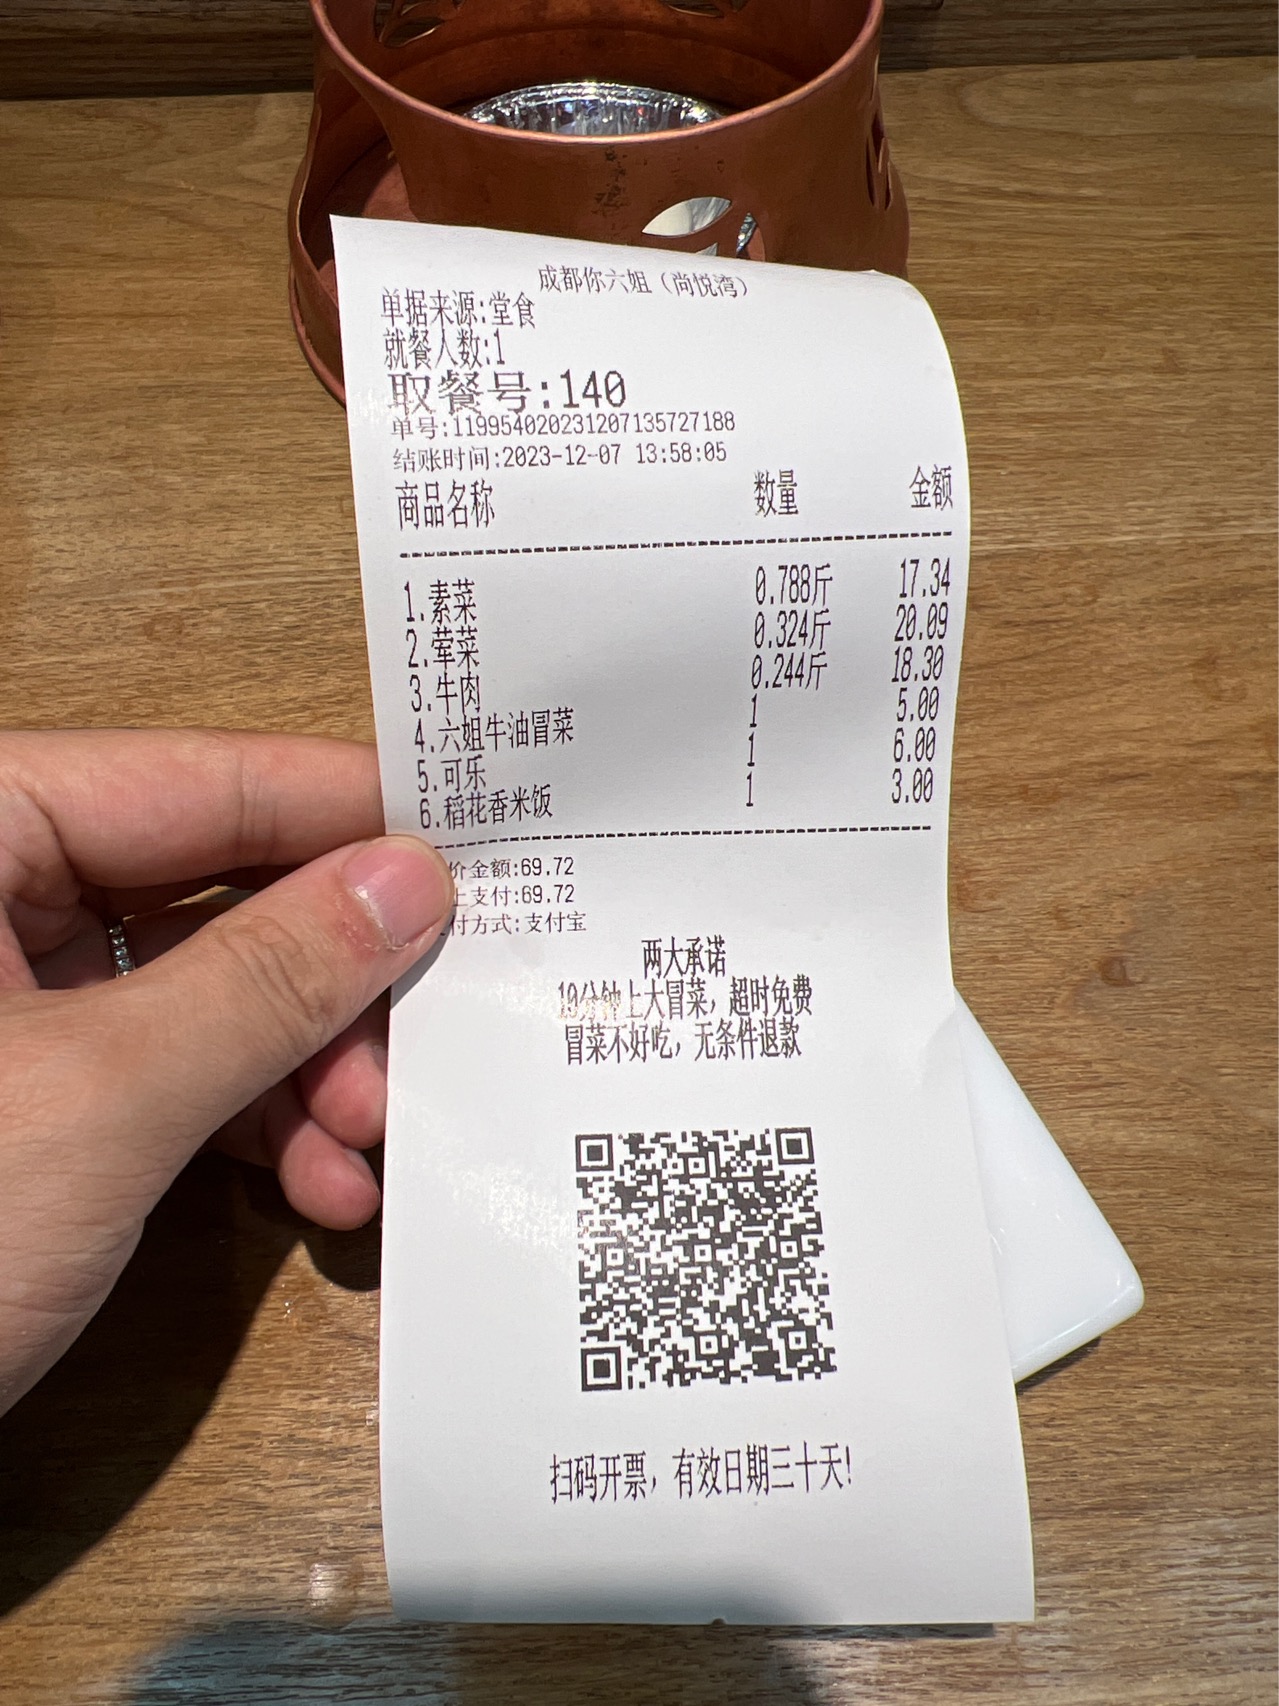 成都你六姐（尚悦湾）
单据来源:堂食
就餐人数:1
取餐号:140
单号:119954020231207135727188
结账时间:2023-12-07 13:58:05
商品名称 数量 金额
1.素菜 0.788斤 17.34
2.荤菜 0.324斤 20.09
3.牛肉 0.244斤 18.30
4.六姐牛油冒菜 1 5.00
5.可乐 1 6.00
6.稻花香米饭 1 3.00
价金额:69.72
上支付:69.72
付方式:支付宝
两大承诺
10分钟上大冒菜，超时免费
冒菜不好吃，无条件退款
扫码开票，有效日期三十天!